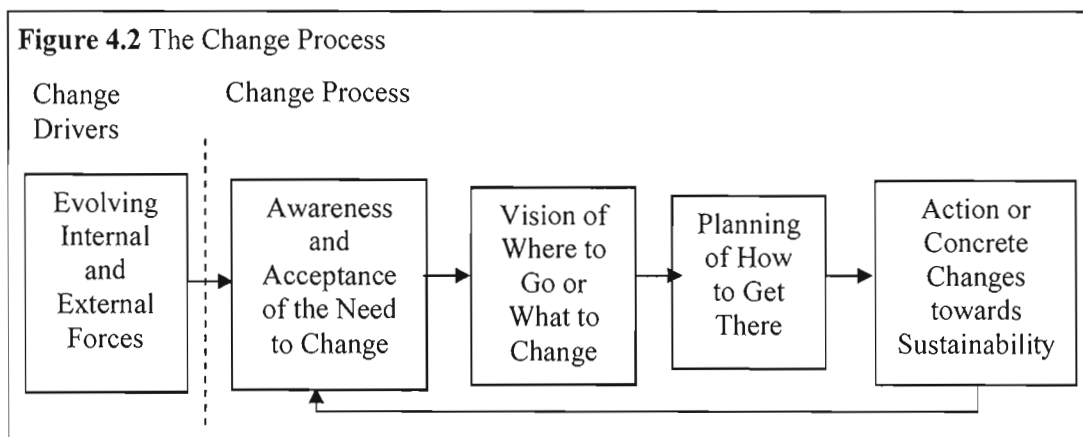 Figure 4.2 The Change Process
Change
Drivers
Change Process
Evolving
Internal
and
External
Forces
Awareness
and
Acceptance
of the Need
to Change
Vision of
Where to
Go or
What to
Change
Planning
of How
to Get
There
Action or
Concrete
Changes
towards
Sustainability